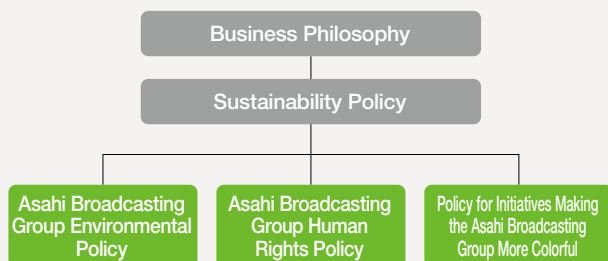 Business Philosophy
Sustainability Policy
Asahi Broadcasting
Group Environmental
Policy
Asahi Broadcasting
Group Human
Rights Policy
Policy for Initiatives Making
the Asahi Broadcasting
Group More Colorful